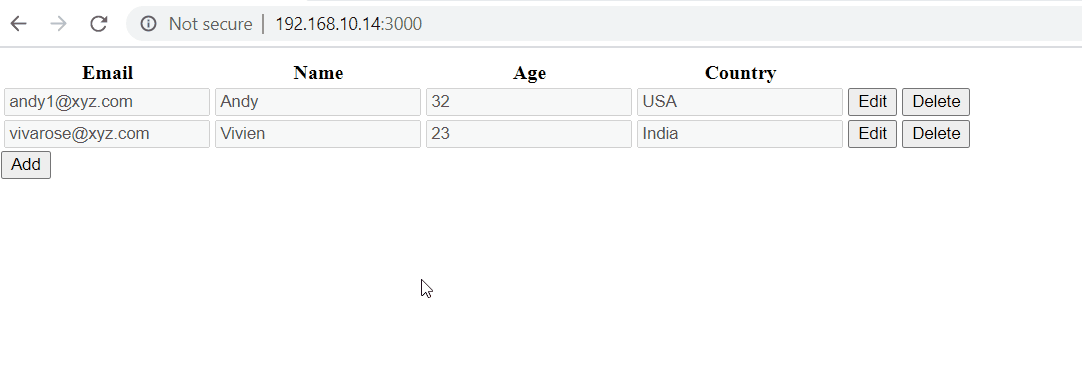 Not secure | 192.168.10.14:3000
Email Name Age Country
andy1@xyz.com Andy 32 USA Edit Delete
vivarose@xyz.com Vivien 23 India Edit Delete
Add